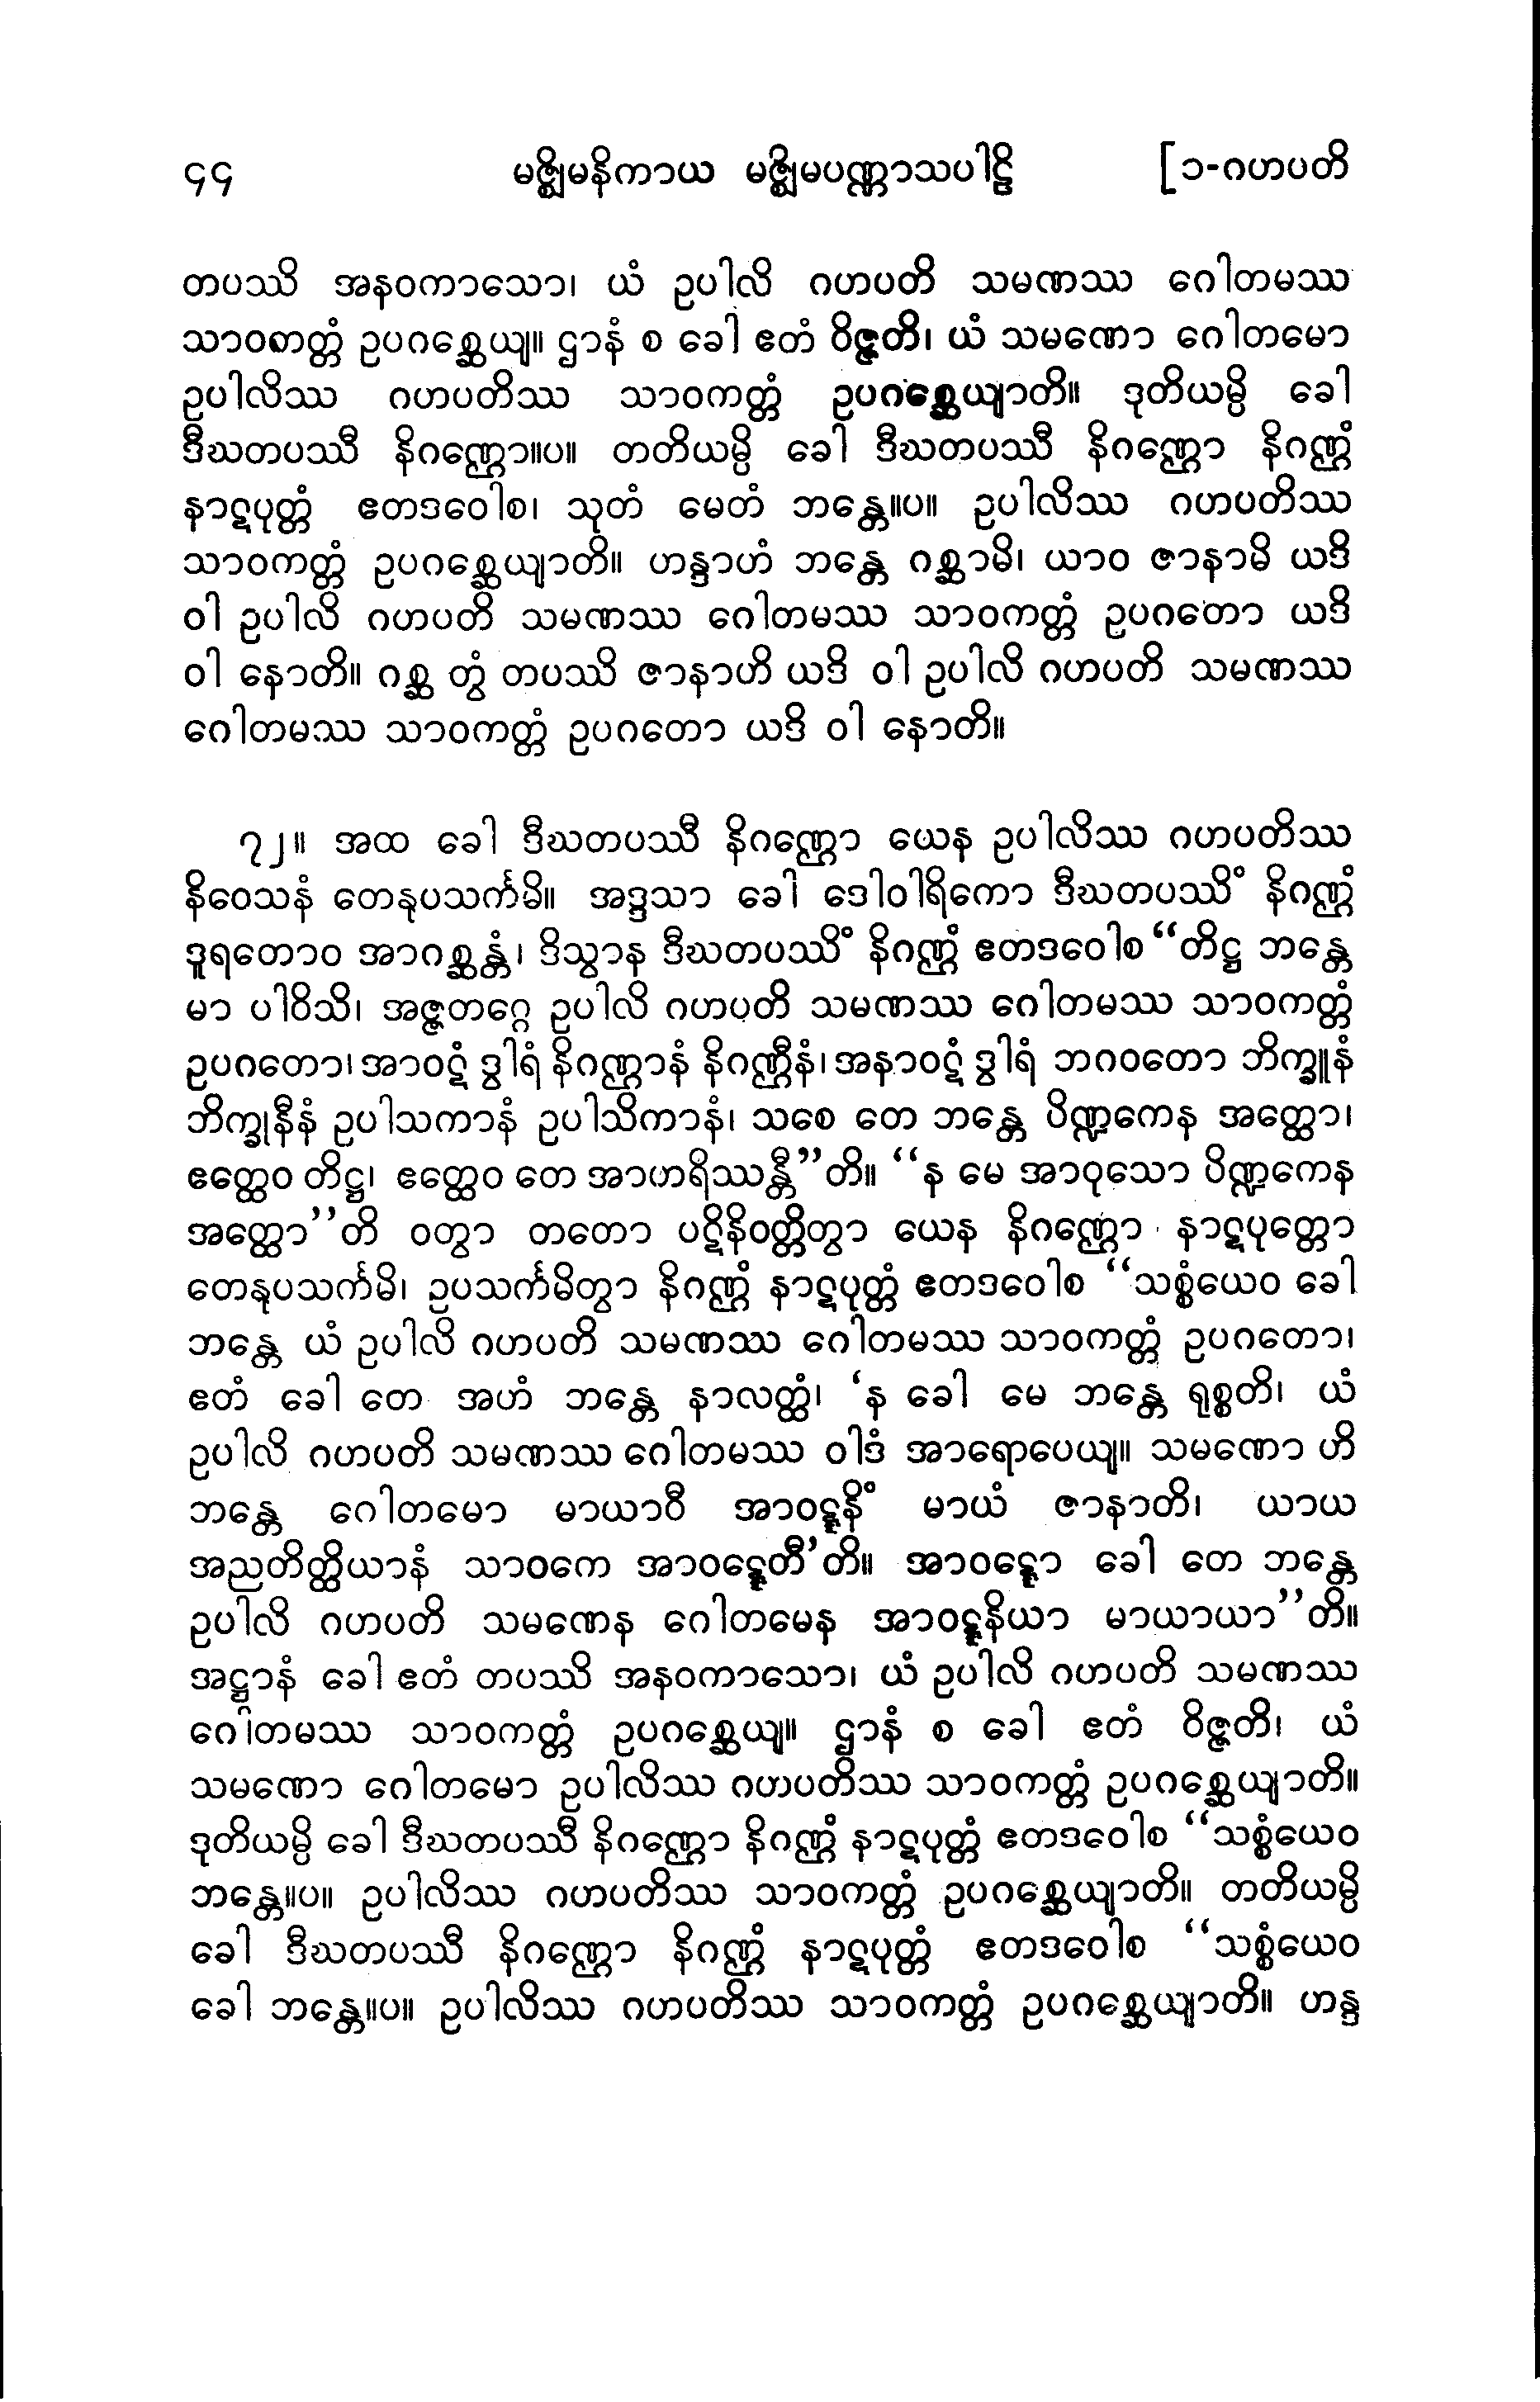 ၄၄ မဇ္ဈိမနိကာယ မဇ္ဈိမပဏ္ဏာသပါဠိ [၁-ဂဟပတိ
တပဿိ အနဝကာသော၊ ယံ ဥပါလိ ဂဟပတိ သမဏဿ ဂေါတမဿ
သာဝကတ္တံ ဥပဂစ္ဆေယျ။ ဌာနံ စ ခေါ ဧတံ ဝိဇ္ဇတိ၊ ယံ သမဏော ဂေါတမော
ဥပါလိဿ ဂဟပတိဿ သာဝကတ္တံ ဥပဂစ္ဆေယျာတိ။ ဒုတိယမ္ပိ ခေါ
ဒီဃတပဿီ နိဂဏ္ဌော။ပ။ တတိယမ္ပိ ခေါ ဒီဃတပဿီ နိဂဏ္ဌော နိဂဏ္ဌံ
နာဋပုတ္တံ ဧတဒဝေါစ၊ သုတံ မေတံ ဘန္တေ။ပ။ ဥပါလိဿ ဂဟပတိဿ
သာဝကတ္တံ ဥပဂစ္ဆေယျာတိ။ ဟန္ဒာဟံ ဘန္တေ ဂစ္ဆာမိ၊ ယာဝ ဇာနာမိ ယဒိ
ဝါ ဥပါလိ ဂဟပတိ သမဏဿ ဂေါတမဿ သာဝကတ္တံ ဥပဂတော ယဒိ
ဝါ နောတိ။ ဂစ္ဆ တွံ တပဿိ ဇာနာဟိ ယဒိ ဝါ ဥပါလိ ဂဟပတိ သမဏဿ
ဂေါတမဿ သာဝကတ္တံ ဥပဂတော ယဒိ ဝါ နောတိ။
၇၂။ အထ ခေါ ဒီဃတပဿီ နိဂဏ္ဌော ယေန ဥပါလိဿ ဂဟပတိဿ
နိဝေသနံ တေနုပသင်္ကမိ။ အဒ္ဒသာ ခေါ ဒေါဝါရိကော ဒီဃတပဿိံ နိဂဏ္ဌံ
ဒူရတောဝ အာဂစ္ဆန္တံ၊ ဒိသွာန ဒီဃတပဿိံ နိဂဏ္ဌံ ဧတဒဝေါစ “တိဋ္ဌ ဘန္တေ
မာ ပါဝိသိ၊ အဇ္ဇတဂ္ဂေ ဥပါလိ ဂဟပတိ သမဏဿ ဂေါတမဿ သာဝကတ္တံ
ဥပဂတော၊ အာဝဋံ ဒွါရံ နိဂဏ္ဌာနံ နိဂဏ္ဌီနံ၊ အနာဝဋံ ဒွါရံ ဘဂဝတော ဘိက္ခူနံ
ဘိက္ခုနီနံ ဥပါသကာနံ ဥပါသိကာနံ၊ သစေ တေ ဘန္တေ ပိဏ္ဍကေန အတ္ထော၊
ဧတ္ထေဝ တိဋ္ဌ၊ ဧတ္ထေဝ တေ အာဟရိဿန္တီ”တိ။ “န မေ အာဝုသော ပိဏ္ဍကေန
အတ္ထော”တိ ဝတွာ တတော ပဋိနိဝတ္တိတွာ ယေန နိဂဏ္ဌော နာဋပုတ္တော
တေနုပသင်္ကမိ၊ ဥပသင်္ကမိတွာ နိဂဏ္ဌံ နာဋပုတ္တံ ဧတဒဝေါစ “သစ္စံယေဝ ခေါ
ဘန္တေ ယံ ဥပါလိ ဂဟပတိ သမဏဿ ဂေါတမဿ သာဝကတ္တံ ဥပဂတော၊
ဧတံ ခေါ တေ အဟံ ဘန္တေ နာလတ္ထံ၊ ‘န ခေါ မေ ဘန္တေ ရုစ္စတိ၊ ယံ
ဥပါလိ ဂဟပတိ သမဏဿ ဂေါတမဿ ဝါဒံ အာရောပေယျ။ သမဏော ဟိ
ဘန္တေ ဂေါတမော မာယာဝီ အာဝဋ္ဋနိံ မာယံ ဇာနာတိ၊ ယာယ
အညတိတ္ထိယာနံ သာဝကေ အာဝဋ္ဋေတီ’တိ။ အာဝဋ္ဋော ခေါ တေ ဘန္တေ
ဥပါလိ ဂဟပတိ သမဏေန ဂေါတမေန အာဝဋ္ဋနိယာ မာယာယာ”တိ။
အဋ္ဌာနံ ခေါ ဧတံ တပဿိ အနဝကာသော၊ ယံ ဥပါလိ ဂဟပတိ သမဏဿ
ဂေါတမဿ သာဝကတ္တံ ဥပဂစ္ဆေယျ။ ဌာနံ စ ခေါ ဧတံ ဝိဇ္ဇတိ၊ ယံ
သမဏော ဂေါတမော ဥပါလိဿ ဂဟပတိဿ သာဝကတ္တံ ဥပဂစ္ဆေယျာတိ။
ဒုတိယမ္ပိ ခေါ ဒီဃတပဿီ နိဂဏ္ဌော နိဂဏ္ဌံ နာဋပုတ္တံ ဧတဒဝေါစ “သစ္စံယေဝ
ဘန္တေ။ပ။ ဥပါလိဿ ဂဟပတိဿ သာဝကတ္တံ ဥပဂစ္ဆေယျာတိ။ တတိယမ္ပိ
ခေါ ဒီဃတပဿီ နိဂဏ္ဌော နိဂဏ္ဌံ နာဋပုတ္တံ ဧတဒဝေါစ “သစ္စံယေဝ
ခေါ ဘန္တေ။ပ။ ဥပါလိဿ ဂဟပတိဿ သာဝကတ္တံ ဥပဂစ္ဆေယျာတိ။ ဟန္ဒ